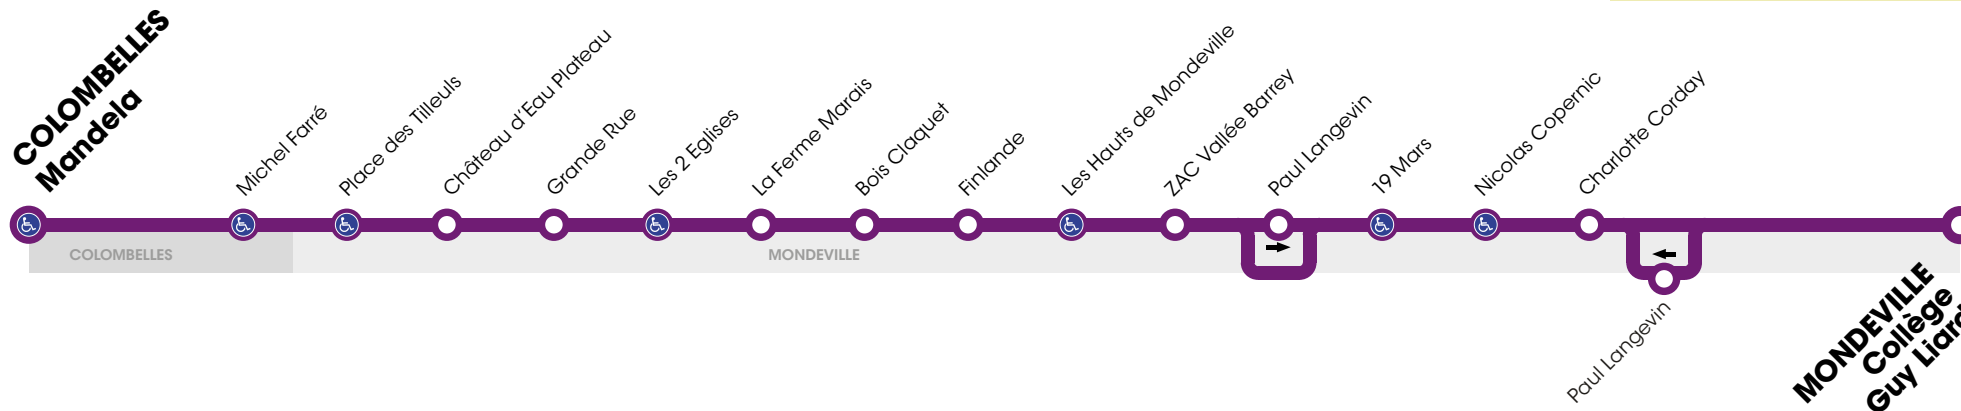 COLOMBELLES
Mandela
Michel Farré
Place des Tilleuls
Château d'Eau Plateau
Grande Rue
Les 2 Eglises
La Ferme Marais
Bois Claquet
Finlande
Les Hauts de Mondeville
ZAC Vallée Barrey
Paul Langevin
19 Mars
Nicolas Copernic
Charlotte Corday
COLOMBELLES
MONDEVILLE
Paul Langevin
MONDEVILLE
Collège
Guy Liard